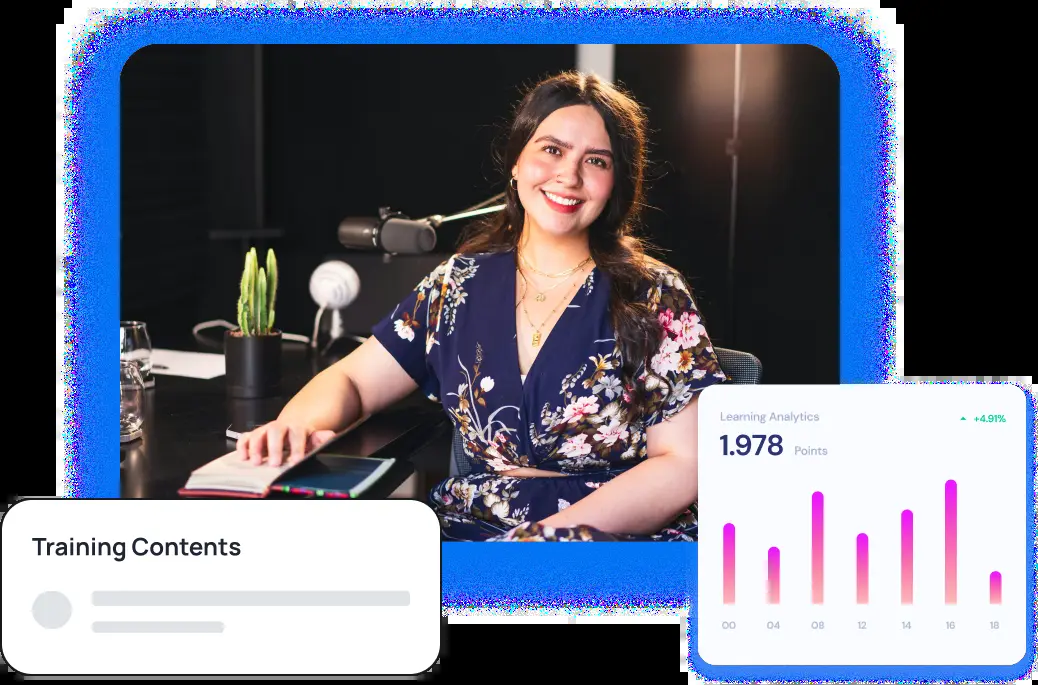 Training Contents
Learning Analytics
+4.91%
1.978 Points
00 04 08 12 14 16 18